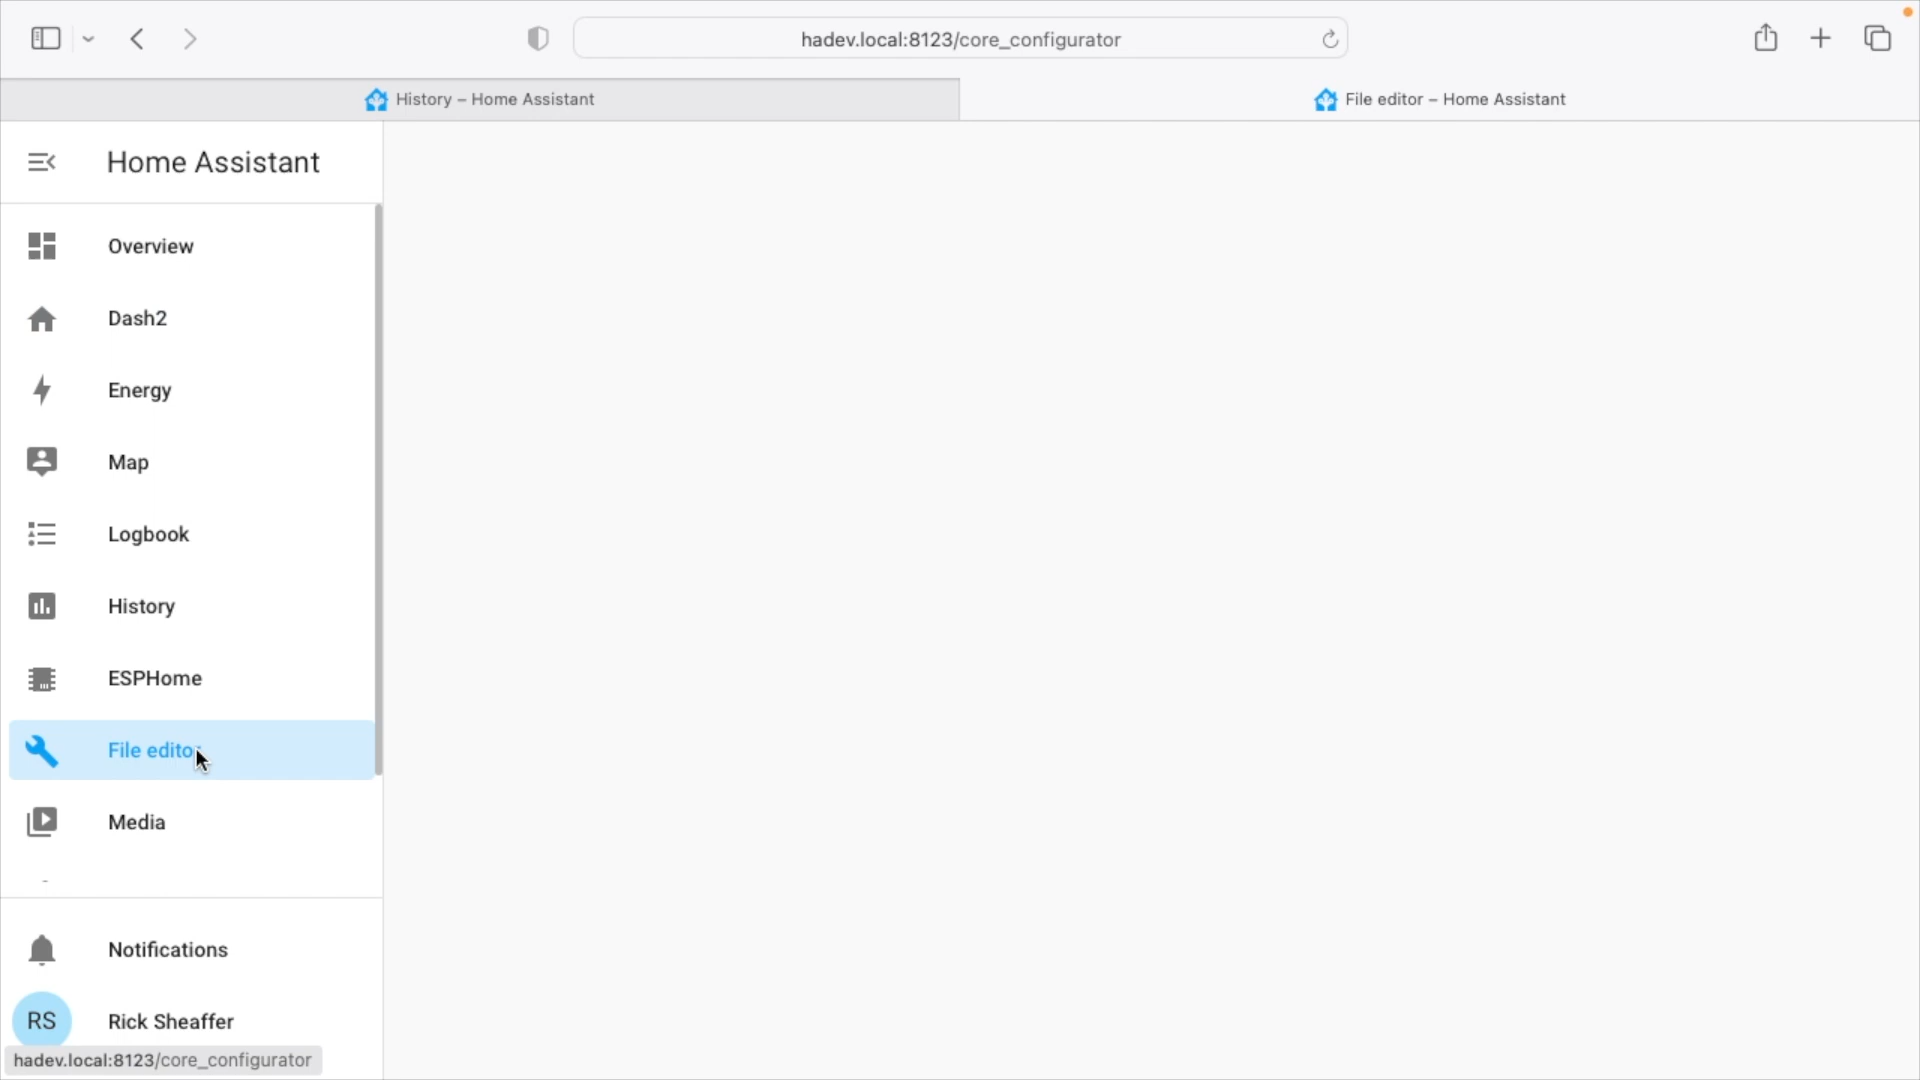 hadev.local:8123/core_configurator
History – Home Assistant
File editor – Home Assistant
Home Assistant
Overview
Dash2
Energy
Map
Logbook
History
ESPHome
File editor
Media
Notifications
RS
Rick Sheaffer
hadev.local:8123/core_configurator